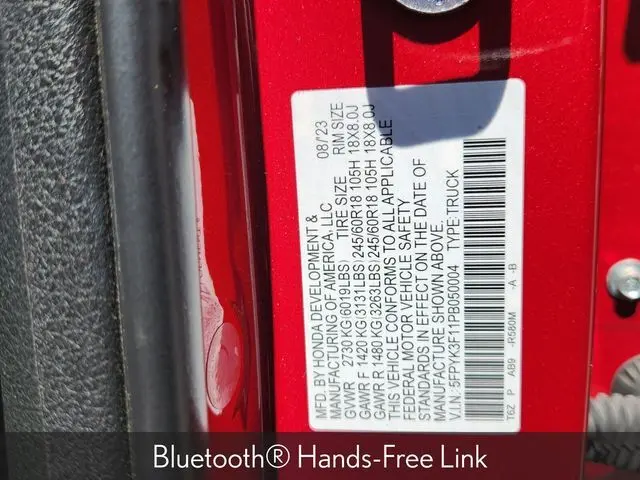 MFD. BY HONDA DEVELOPMENT & 08/'23
MANUFACTURING OF AMERICA, LLC
GVWR 2730 KG(6019LBS) TIRE SIZE RIM SIZE
GAWR F 1420 KG(3131LBS) 245/60R18 105H 18X8.0J
GAWR R 1480 KG(3263LBS) 245/60R18 105H 18X8.0J
THIS VEHICLE CONFORMS TO ALL APPLICABLE
FEDERAL MOTOR VEHICLE SAFETY
STANDARDS IN EFFECT ON THE DATE OF
MANUFACTURE SHOWN ABOVE.
V.I.N.:5FPYK3F11PB050004 TYPE:TRUCK
T6Z P AB9 -R580M -A -B
Bluetooth® Hands-Free Link